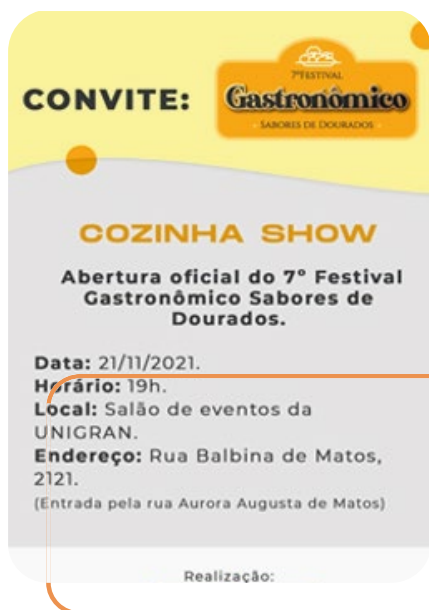 CONVITE:
7º FESTIVAL
Gastronômico
SABORES DE DOURADOS
COZINHA SHOW
Abertura oficial do 7º Festival
Gastronômico Sabores de
Dourados.
Data: 21/11/2021.
Horário: 19h.
Local: Salão de eventos da
UNIGRAN.
Endereço: Rua Balbina de Matos,
2121.
(Entrada pela rua Aurora Augusta de Matos)
Realização: